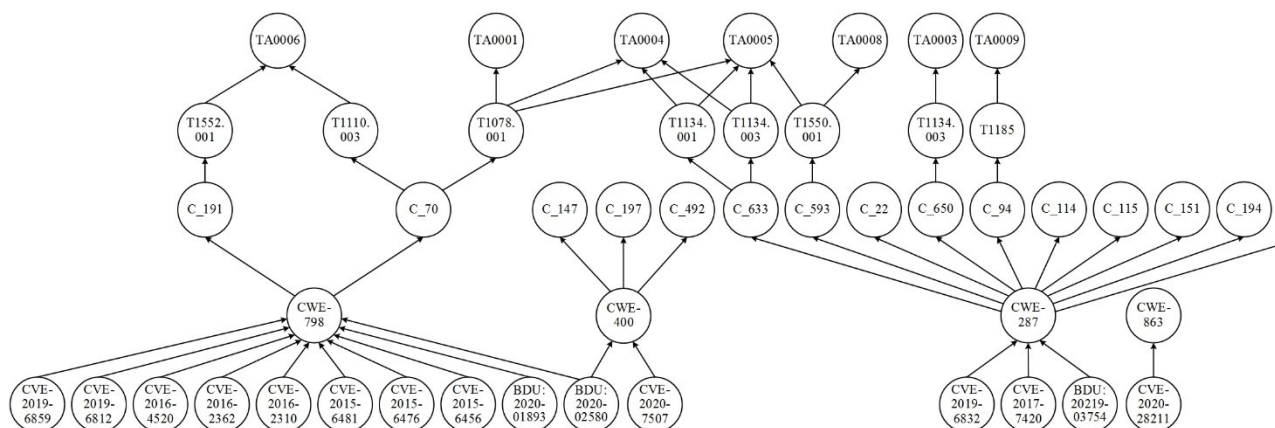 TA0006
TA0001
TA0004
TA0005
TA0008
TA0003
TA0009
T1552.
001
T1110.
003
T1078.
001
T1134.
001
T1134.
003
T1550.
001
T1134.
003
T1185
C_191
C_70
C_147
C_197
C_492
C_633
C_593
C_22
C_650
C_94
C_114
C_115
C_151
C_194
CWE-
798
CWE-
400
CWE-
287
CWE-
863
CVE-
2019-
6859
CVE-
2019-
6812
CVE-
2016-
4520
CVE-
2016-
2362
CVE-
2016-
2310
CVE-
2015-
6481
CVE-
2015-
6476
CVE-
2015-
6456
BDU:
2020-
01893
BDU:
2020-
02580
CVE-
2020-
7507
CVE-
2019-
6832
CVE-
2017-
7420
BDU:
20219-
03754
CVE-
2020-
28211